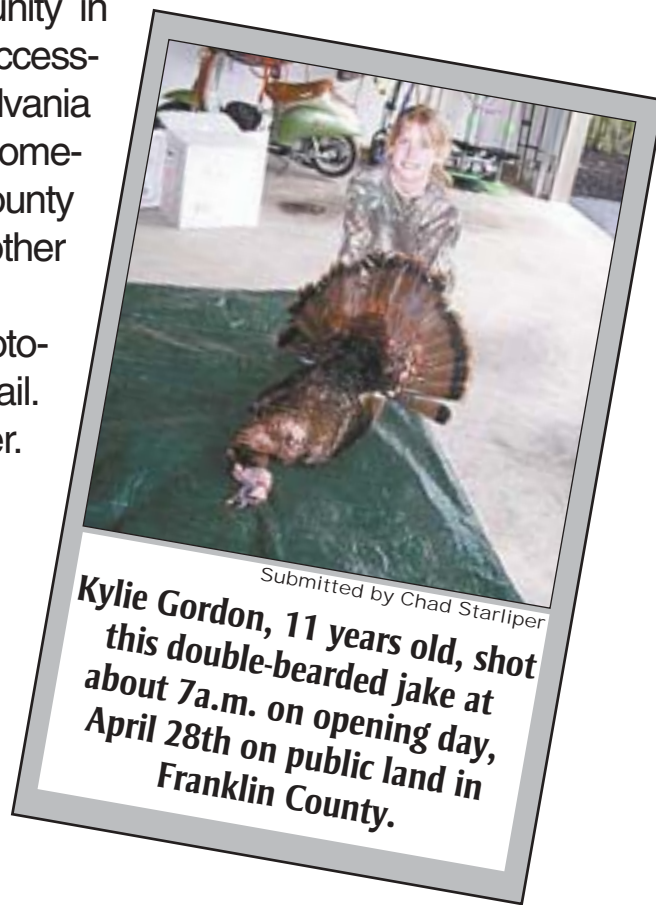 unity in
ccess-
lvania
ome-
ounty
other
oto-
ail.
er.
Submitted by Chad Starliper
Kylie Gordon, 11 years old, shot
this double-bearded jake at
about 7a.m. on opening day,
April 28th on public land in
Franklin County.